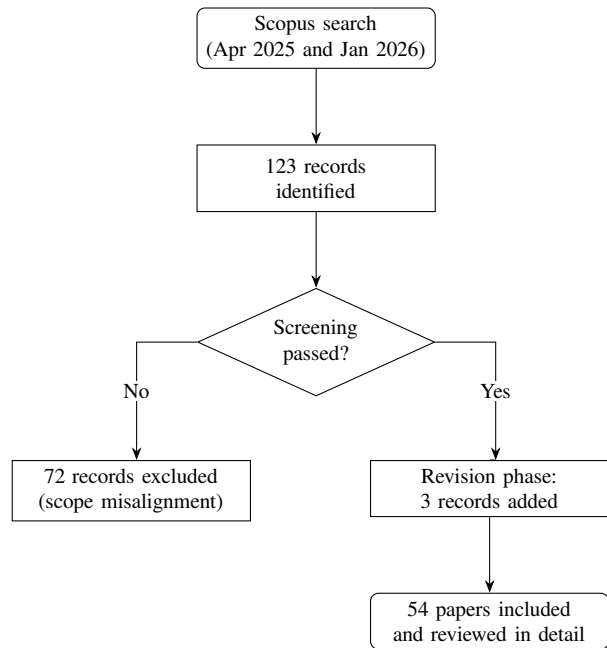 Scopus search
(Apr 2025 and Jan 2026)
123 records
identified
Screening
passed?
No
Yes
72 records excluded
(scope misalignment)
Revision phase:
3 records added
54 papers included
and reviewed in detail